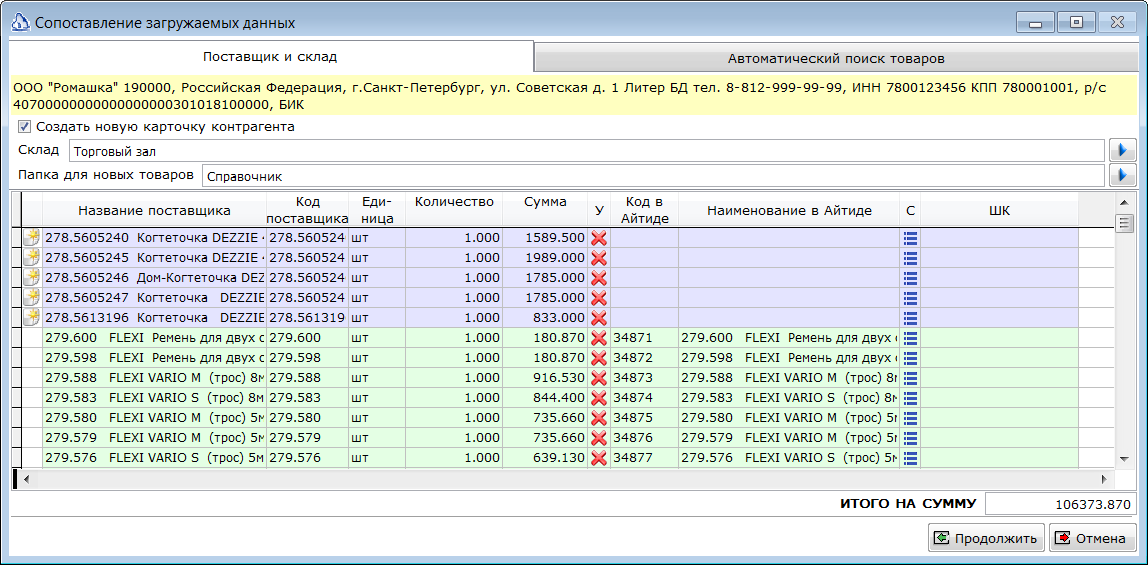 Сопоставление загружаемых данных
Поставщик и склад Автоматический поиск товаров
ООО "Ромашка" 190000, Российская Федерация, г.Санкт-Петербург, ул. Советская д. 1 Литер БД тел. 8-812-999-99-99, ИНН 7800123456 КПП 780001001, р/с
40700000000000000000301018100000, БИК
Создать новую карточку контрагента
Склад Торговый зал
Папка для новых товаров Справочник
Название поставщика Код поставщика Еди-ница Количество Сумма У Код в Айтиде Наименование в Айтиде С ШК
278.5605240 Когтеточка DEZZIE 278.560524 шт 1.000 1589.500
278.5605245 Когтеточка DEZZIE 278.560524 шт 1.000 1989.000
278.5605246 Дом-Когтеточка DEZ 278.560524 шт 1.000 1785.000
278.5605247 Когтеточка DEZZIE 278.560524 шт 1.000 1785.000
278.5613196 Когтеточка DEZZIE 278.561319 шт 1.000 833.000
279.600 FLEXI Ремень для двух с 279.600 шт 1.000 180.870 34871 279.600 FLEXI Ремень для двух с
279.598 FLEXI Ремень для двух с 279.598 шт 1.000 180.870 34872 279.598 FLEXI Ремень для двух с
279.588 FLEXI VARIO M (трос) 8м 279.588 шт 1.000 916.530 34873 279.588 FLEXI VARIO M (трос) 8м
279.583 FLEXI VARIO S (трос) 8м 279.583 шт 1.000 844.400 34874 279.583 FLEXI VARIO S (трос) 8м
279.580 FLEXI VARIO M (трос) 5м 279.580 шт 1.000 735.660 34875 279.580 FLEXI VARIO M (трос) 5м
279.579 FLEXI VARIO M (трос) 5м 279.579 шт 1.000 735.660 34876 279.579 FLEXI VARIO M (трос) 5м
279.576 FLEXI VARIO S (трос) 5м 279.576 шт 1.000 639.130 34877 279.576 FLEXI VARIO S (трос) 5м
ИТОГО НА СУММУ 106373.870
Продолжить Отмена